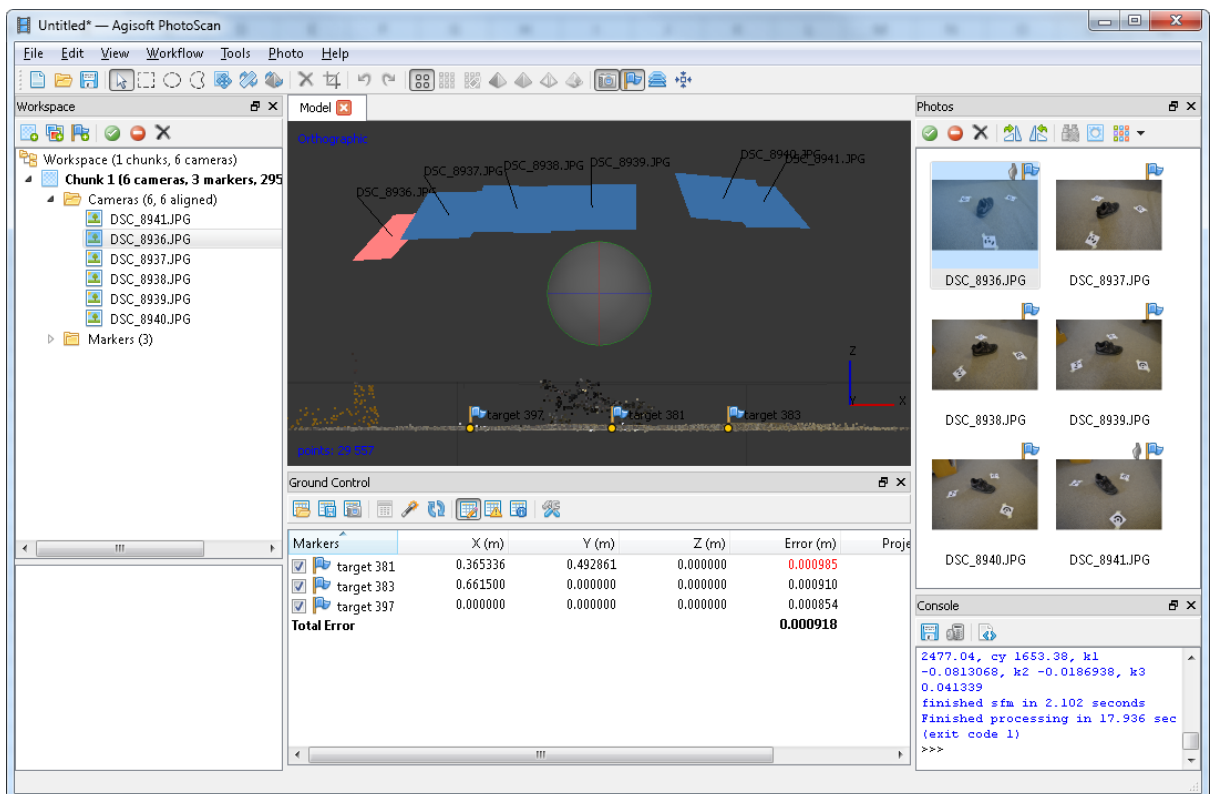 Untitled* — Agisoft PhotoScan
File Edit View Workflow Tools Photo Help
Workspace
Workspace (1 chunks, 6 cameras)
Chunk 1 (6 cameras, 3 markers, 295
Cameras (6, 6 aligned)
DSC_8941.JPG
DSC_8936.JPG
DSC_8937.JPG
DSC_8938.JPG
DSC_8939.JPG
DSC_8940.JPG
Markers (3)
Model
Orthographic
DSC_8936.JPG
DSC_8937.JPG
DSC_8938.JPG
DSC_8939.JPG
DSC_8940.JPG
DSC_8941.JPG
Z
Y
X
target 397
target 381
target 383
points: 29 557
Ground Control
Markers X (m) Y (m) Z (m) Error (m) Proje
target 381 0.365336 0.492861 0.000000 0.000985
target 383 0.661500 0.000000 0.000000 0.000910
target 397 0.000000 0.000000 0.000000 0.000854
Total Error 0.000918
Photos
DSC_8936.JPG DSC_8937.JPG
DSC_8938.JPG DSC_8939.JPG
DSC_8940.JPG DSC_8941.JPG
Console
2477.04, cy 1653.38, k1
-0.0813068, k2 -0.0186938, k3
0.041339
finished sfm in 2.102 seconds
Finished processing in 17.936 sec
(exit code 1)
>>>